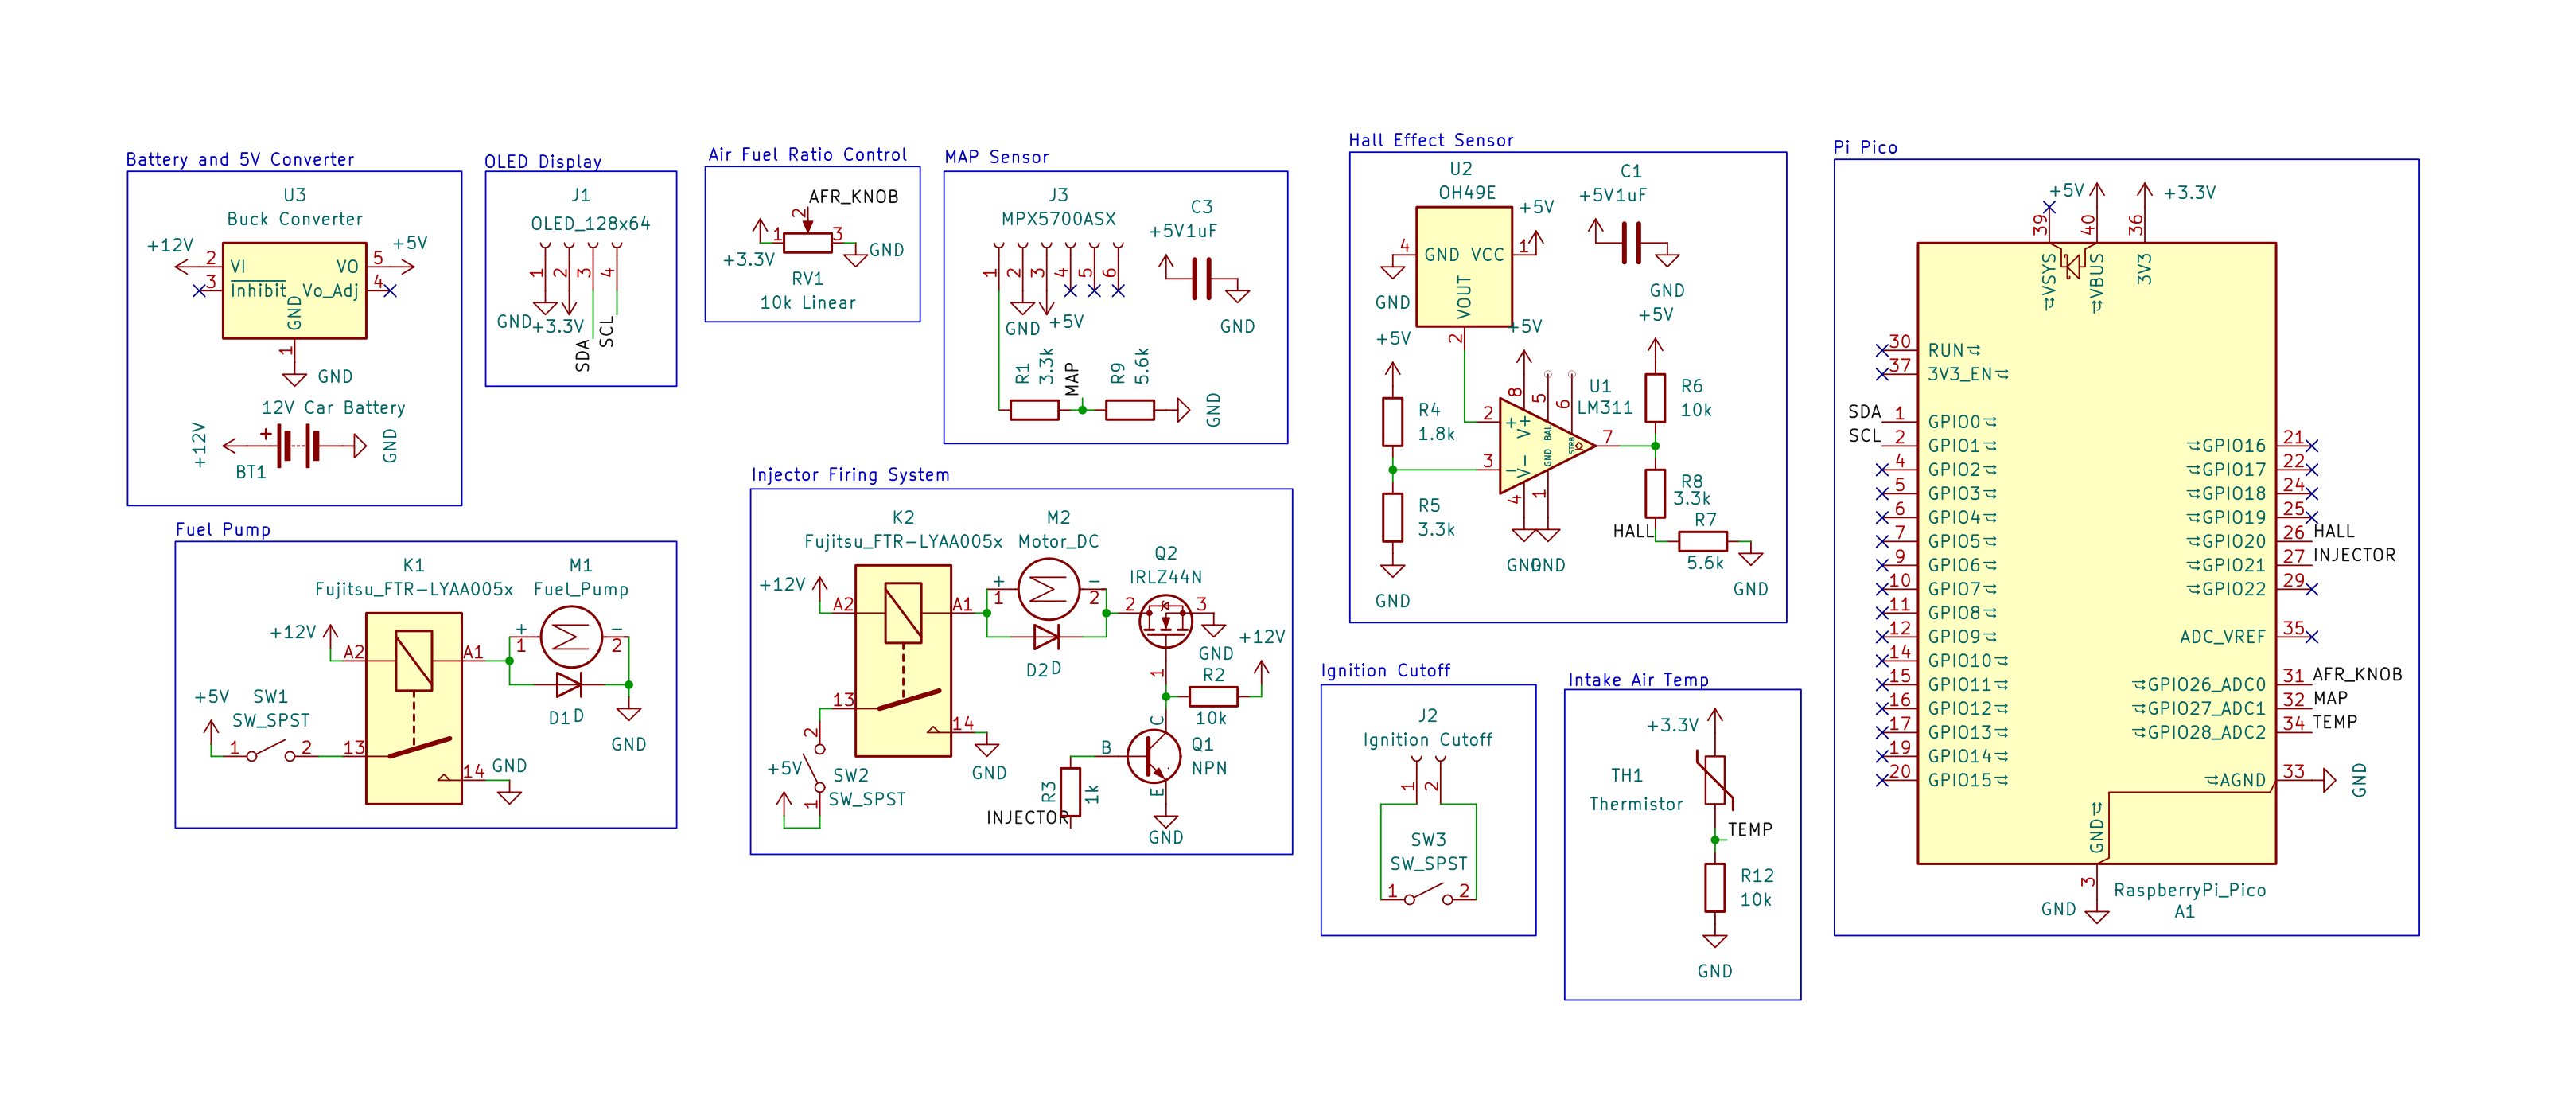 Battery and 5V Converter
U3
Buck Converter
+12V
+5V
2
VI
VO
5
3
Inhibit
Vo_Adj
4
GND
1
GND
12V Car Battery
+12V
+
GND
BT1
OLED Display
J1
OLED_128x64
1
2
3
4
GND
+3.3V
SDA
SCL
Air Fuel Ratio Control
AFR_KNOB
2
1
3
GND
+3.3V
RV1
10k Linear
MAP Sensor
J3
MPX5700ASX
1
2
3
4
5
6
GND
+5V
C3
+5V1uF
GND
R1
3.3k
MAP
R9
5.6k
GND
Hall Effect Sensor
U2
OH49E
+5V
4
GND
VCC
1
GND
VOUT
2
C1
+5V1uF
GND
+5V
+5V
+5V
R4
1.8k
R5
3.3k
GND
8
5
6
U1
LM311
2
+
V+
BAL
STRB
7
3
-
V-
GND
4
1
GND
GND
R6
10k
R8
3.3k
HALL
R7
5.6k
GND
Pi Pico
+5V
+3.3V
39
40
36
VSYS
VBUS
3V3
30
RUN
37
3V3_EN
SDA
1
GPIO0
SCL
2
GPIO1
4
GPIO2
5
GPIO3
6
GPIO4
7
GPIO5
9
GPIO6
10
GPIO7
11
GPIO8
12
GPIO9
14
GPIO10
15
GPIO11
16
GPIO12
17
GPIO13
19
GPIO14
20
GPIO15
GPIO16
21
GPIO17
22
GPIO18
24
GPIO19
25
GPIO20
26
HALL
GPIO21
27
INJECTOR
GPIO22
29
ADC_VREF
35
GPIO26_ADC0
31
AFR_KNOB
GPIO27_ADC1
32
MAP
GPIO28_ADC2
34
TEMP
AGND
33
GND
GND
3
GND
RaspberryPi_Pico
A1
Fuel Pump
K1
Fujitsu_FTR-LYAA005x
M1
Fuel_Pump
+12V
A2
A1
+
1
-
2
D1
D
GND
+5V
SW1
SW_SPST
1
2
13
14
GND
Injector Firing System
K2
Fujitsu_FTR-LYAA005x
M2
Motor_DC
+12V
A2
A1
+
1
-
2
D2
D
Q2
IRLZ44N
2
3
GND
1
+12V
R2
10k
13
14
GND
2
+5V
SW2
SW_SPST
1
C
B
E
Q1
NPN
R3
1k
INJECTOR
GND
Ignition Cutoff
J2
Ignition Cutoff
1
2
SW3
SW_SPST
1
2
Intake Air Temp
+3.3V
TH1
Thermistor
TEMP
R12
10k
GND